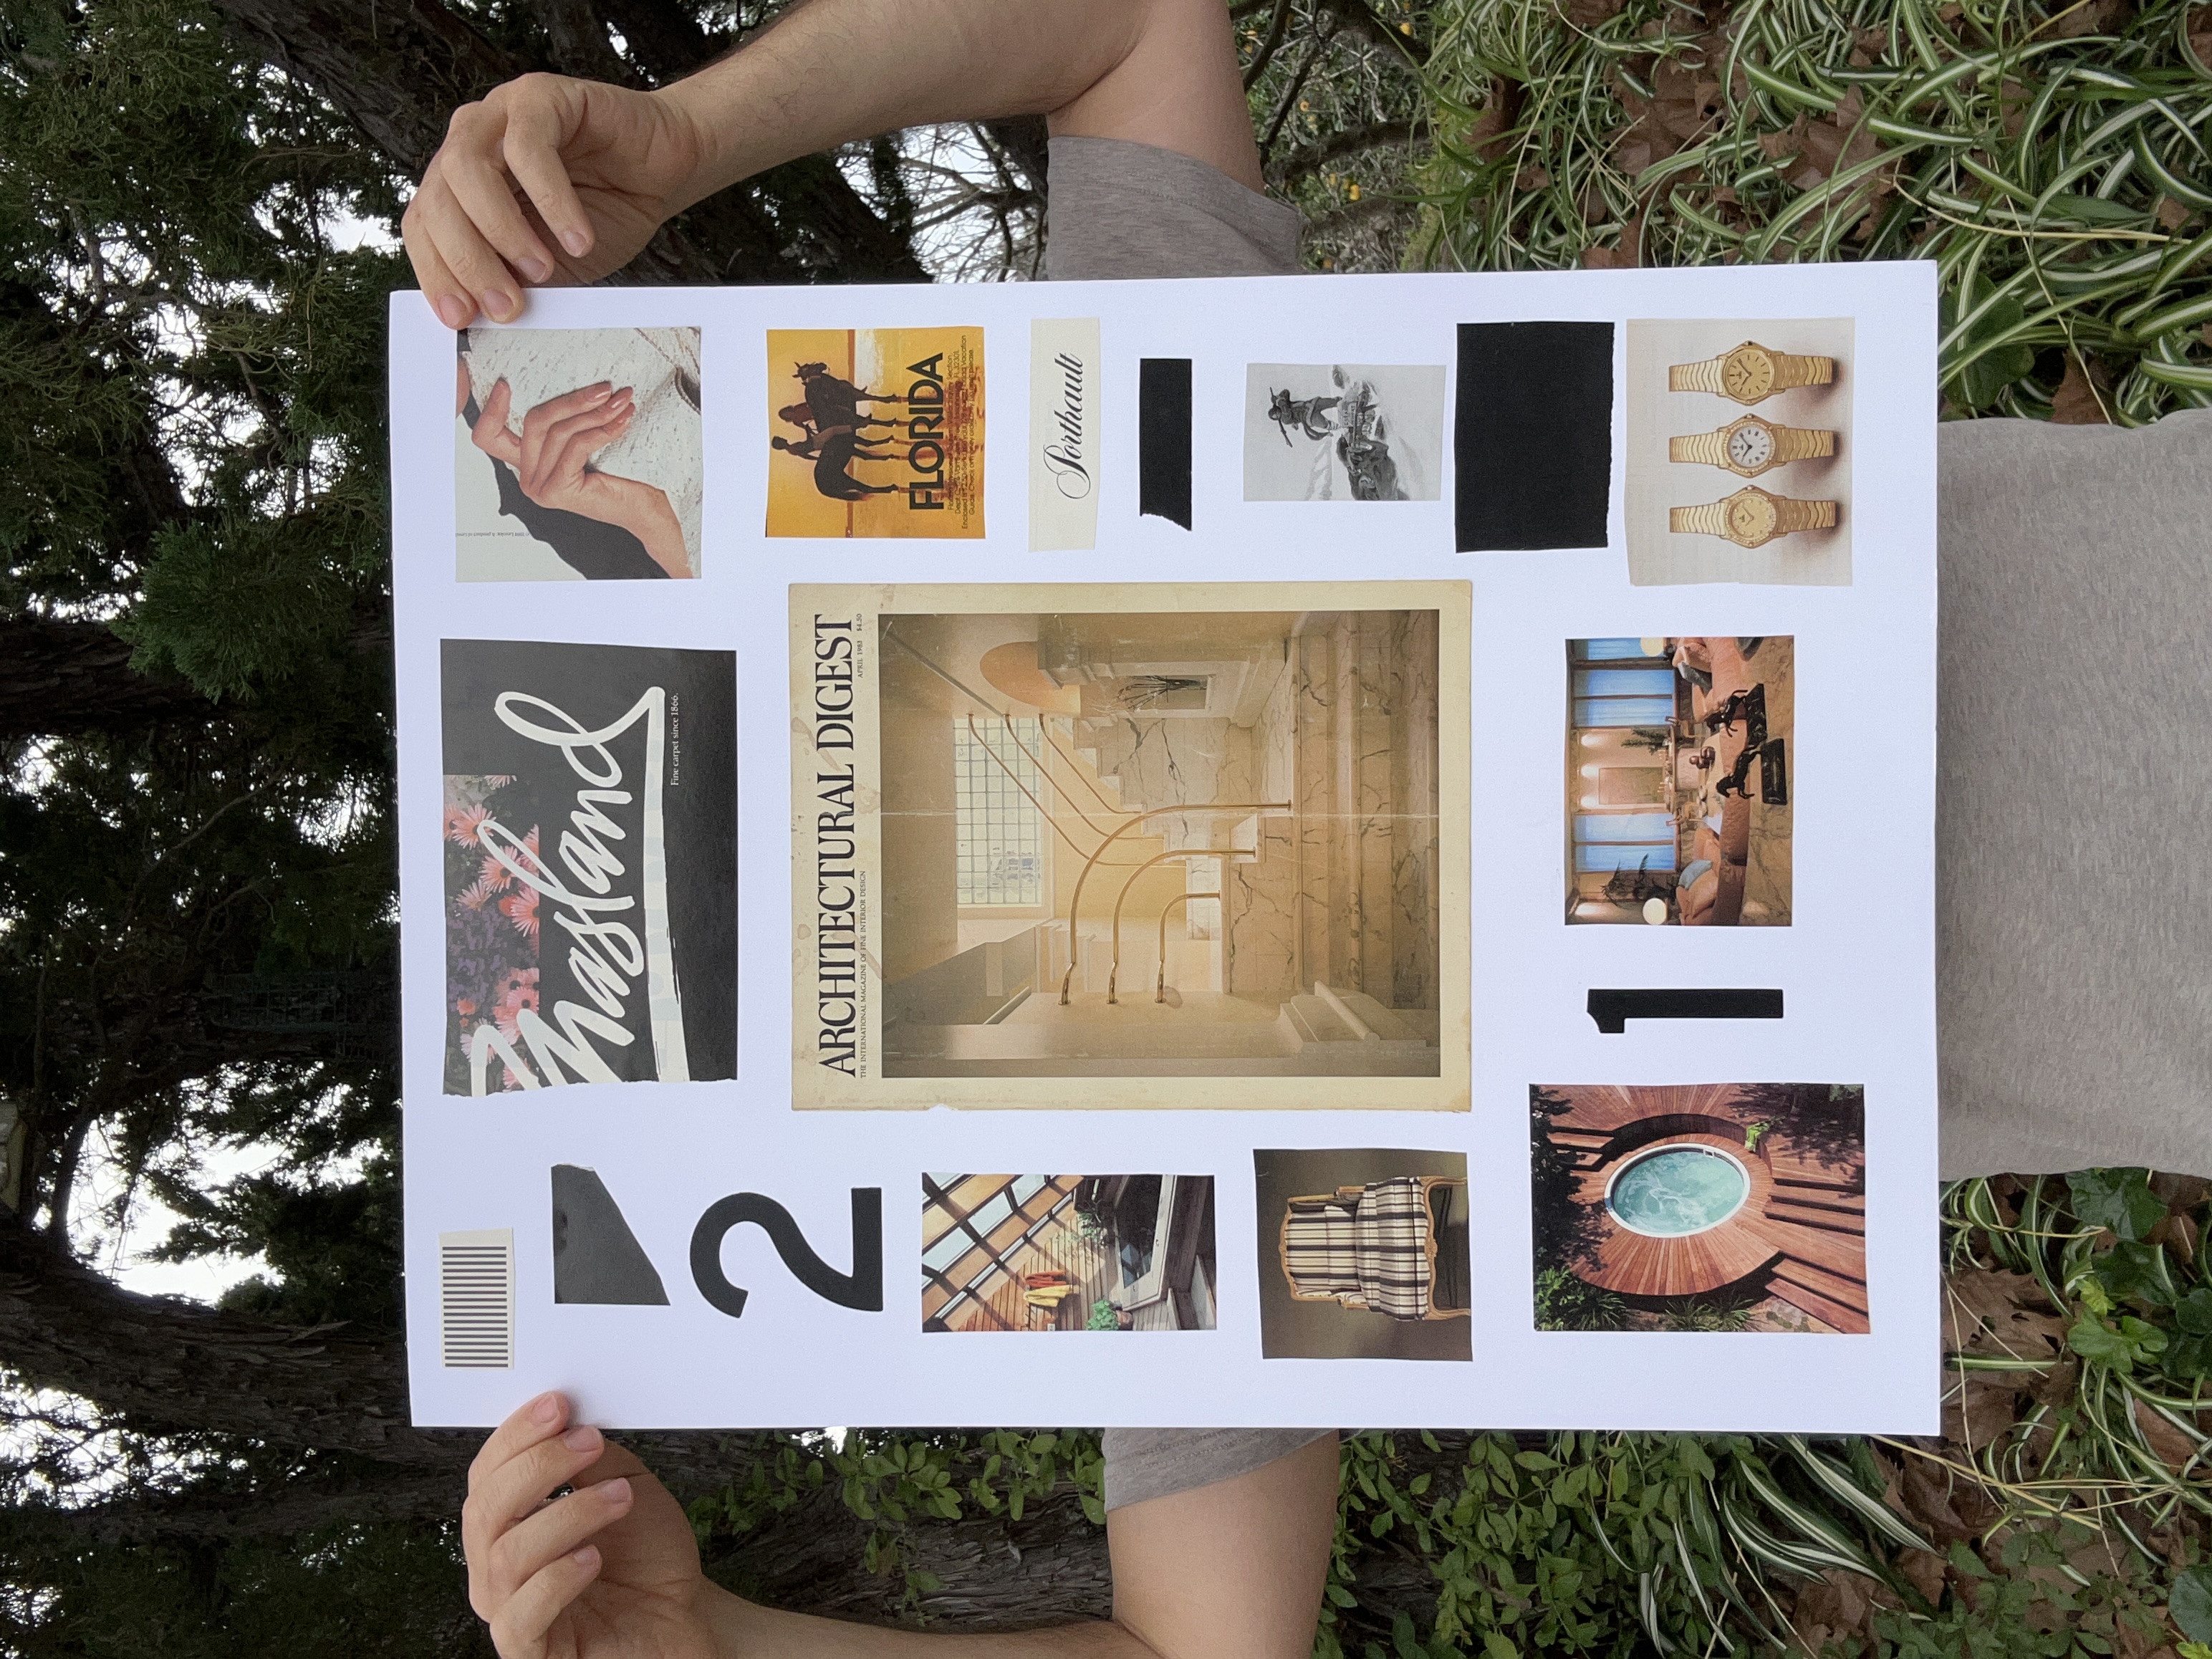 Masland
Fine carpet since 1866.
2
ARCHITECTURAL DIGEST
THE INTERNATIONAL MAGAZINE OF FINE INTERIOR DESIGN
APRIL 1983 $4.50
FLORIDA
Porthault
1